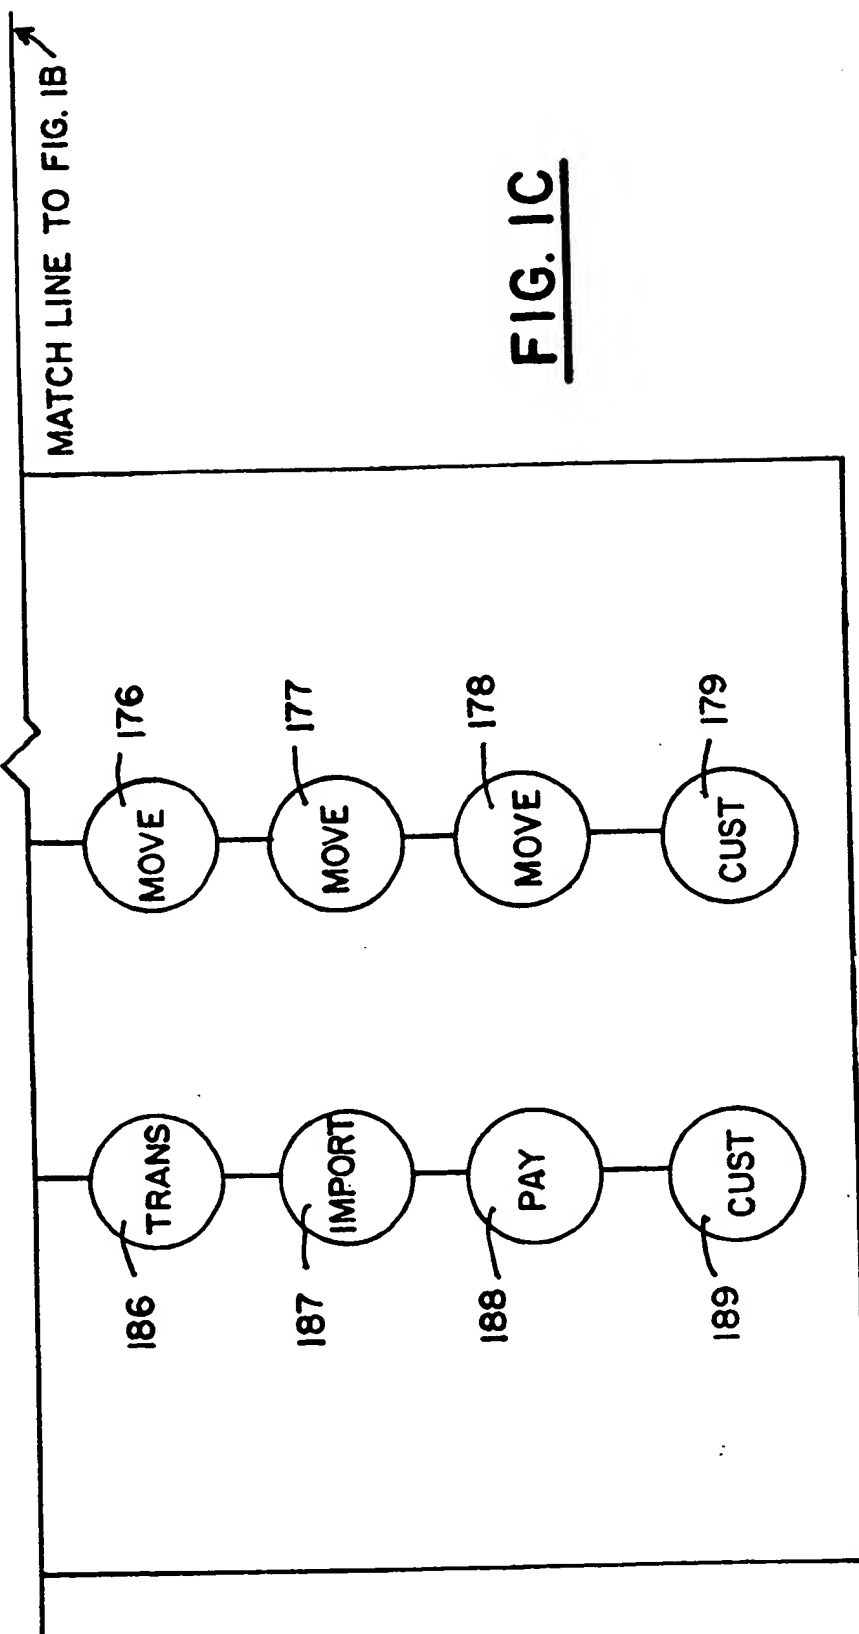 MATCH LINE TO FIG. 1B
FIG. 1C
176
MOVE
177
MOVE
178
MOVE
179
CUST
186
TRANS
187
IMPORT
188
PAY
189
CUST